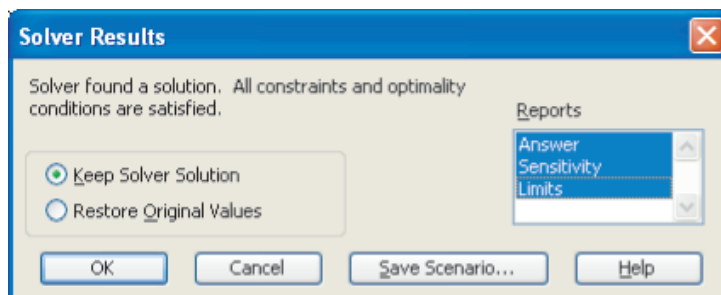 Solver Results
Solver found a solution. All constraints and optimality
conditions are satisfied.
Reports
Answer
Sensitivity
Limits
Keep Solver Solution
Restore Original Values
OK
Cancel
Save Scenario...
Help